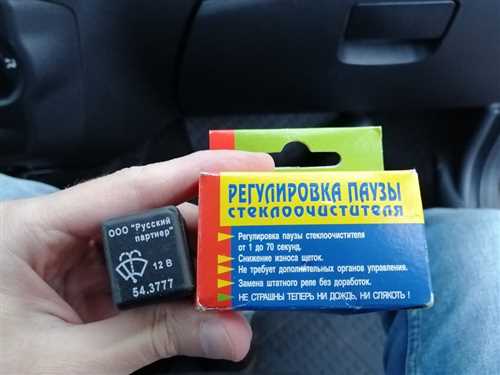 ООО "Русский
партнер"
12 В
54.3777
РЕГУЛИРОВКА ПАУЗЫ
СТЕКЛООЧИСТИТЕЛЯ
Регулировка паузы стеклоочистителя
от 1 до 70 секунд.
Снижение износа щеток.
Не требует дополнительных органов управления.
Замена штатного реле без доработок.
НЕ СТРАШНЫ ТЕПЕРЬ НИ ДОЖДЬ, НИ СЛЯКОТЬ !